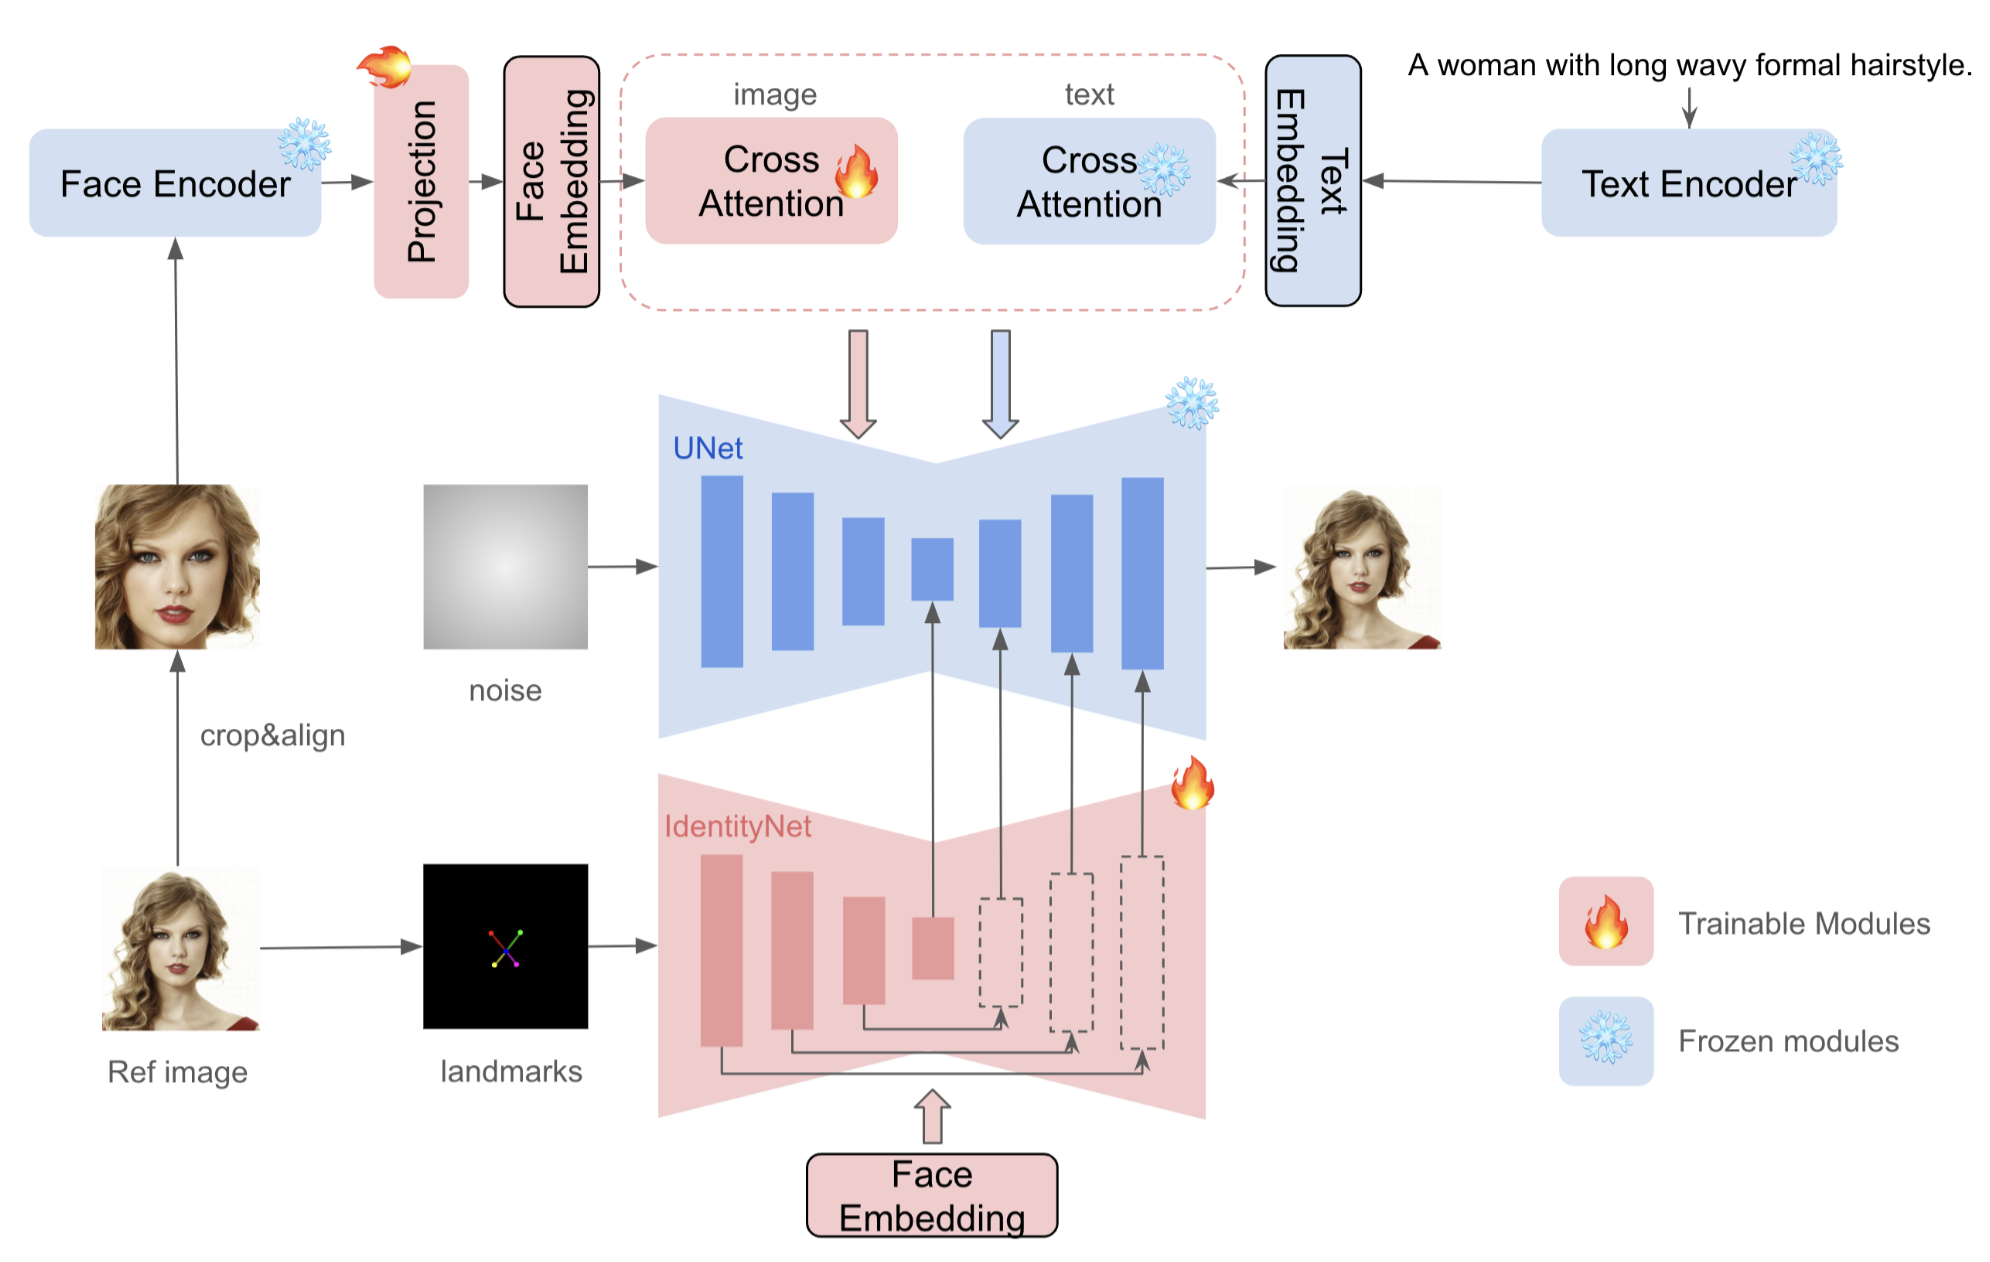 A woman with long wavy formal hairstyle.
Face Encoder
Projection
Face
Embedding
image
Cross
Attention
text
Cross
Attention
Text
Embedding
Text Encoder
UNet
noise
crop&align
IdentityNet
Ref image
landmarks
Face
Embedding
Trainable Modules
Frozen modules